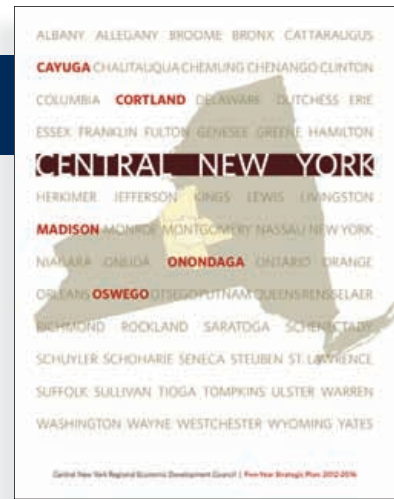 ALBANY ALLEGANY BROOME BRONX CATTARAUGUS
CAYUGA CHAUTAUQUA CHEMUNG CHENANGO CLINTON
COLUMBIA CORTLAND DELAWARE DUTCHESS ERIE
ESSEX FRANKLIN FULTON GENESEE GREENE HAMILTON
CENTRAL NEW YORK
HERKIMER JEFFERSON KINGS LEWIS LIVINGSTON
MADISON MONROE MONTGOMERY NASSAU NEW YORK
NIAGARA ONEIDA ONONDAGA ONTARIO ORANGE
ORLEANS OSWEGO OTSEGO PUTNAM QUEENS RENSSELAER
RICHMOND ROCKLAND SARATOGA SCHENECTADY
SCHUYLER SCHOHARIE SENECA STEUBEN ST. LAWRENCE
SUFFOLK SULLIVAN TIOGA TOMPKINS ULSTER WARREN
WASHINGTON WAYNE WESTCHESTER WYOMING YATES
Central New York Regional Economic Development Council | Five-Year Strategic Plan: 2012-2016